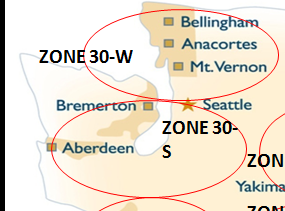 Bellingham
Anacortes
ZONE 30-W
Mt.Vernon
Bremerton
Seattle
ZONE 30-
S
Aberdeen
ZON
Yakima